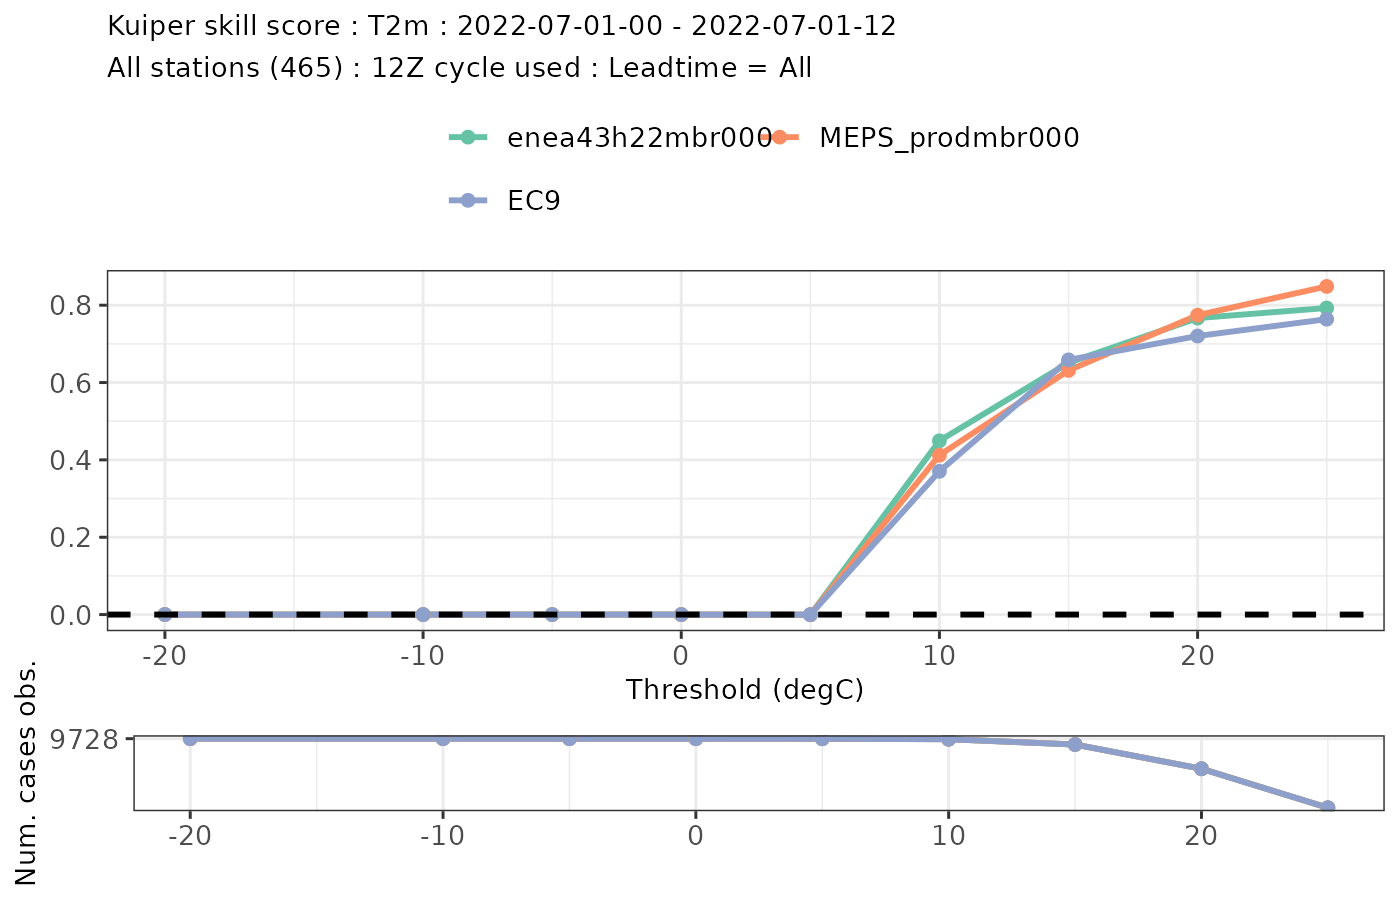 Kuiper skill score : T2m : 2022-07-01-00 - 2022-07-01-12
All stations (465) : 12Z cycle used : Leadtime = All
enea43h22mbr000 MEPS_prodmbr000
EC9
0.8
0.6
0.4
0.2
0.0
-20 -10 0 10 20
Threshold (degC)
Num. cases obs.
9728
-20 -10 0 10 20